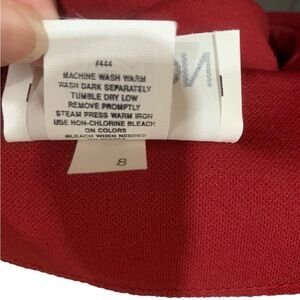 #444
MACHINE WASH WARM
WASH DARK SEPARATELY
TUMBLE DRY LOW
REMOVE PROMPTLY
STEAM PRESS WARM IRON
USE NON-CHLORINE BLEACH
ON COLORS
BLEACH WHEN NEEDED
8